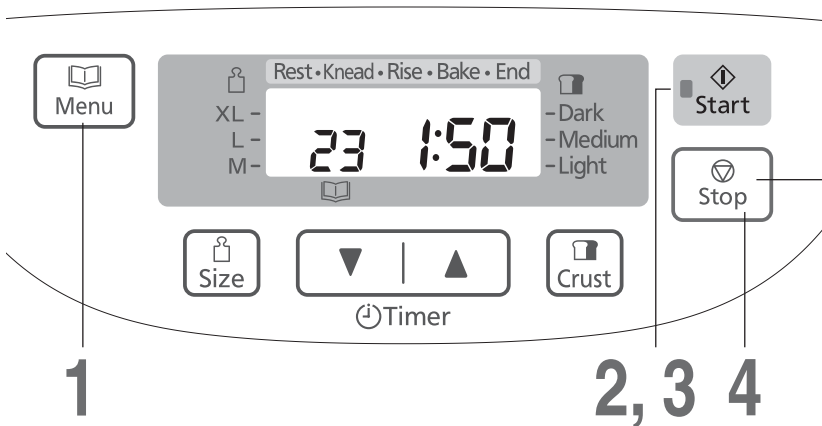 Menu
Rest • Knead • Rise • Bake • End
XL –
L –
M –
23 1:50
– Dark
– Medium
– Light
Start
Stop
Size
▼ | ▲
Timer
Crust
1
2, 3
4